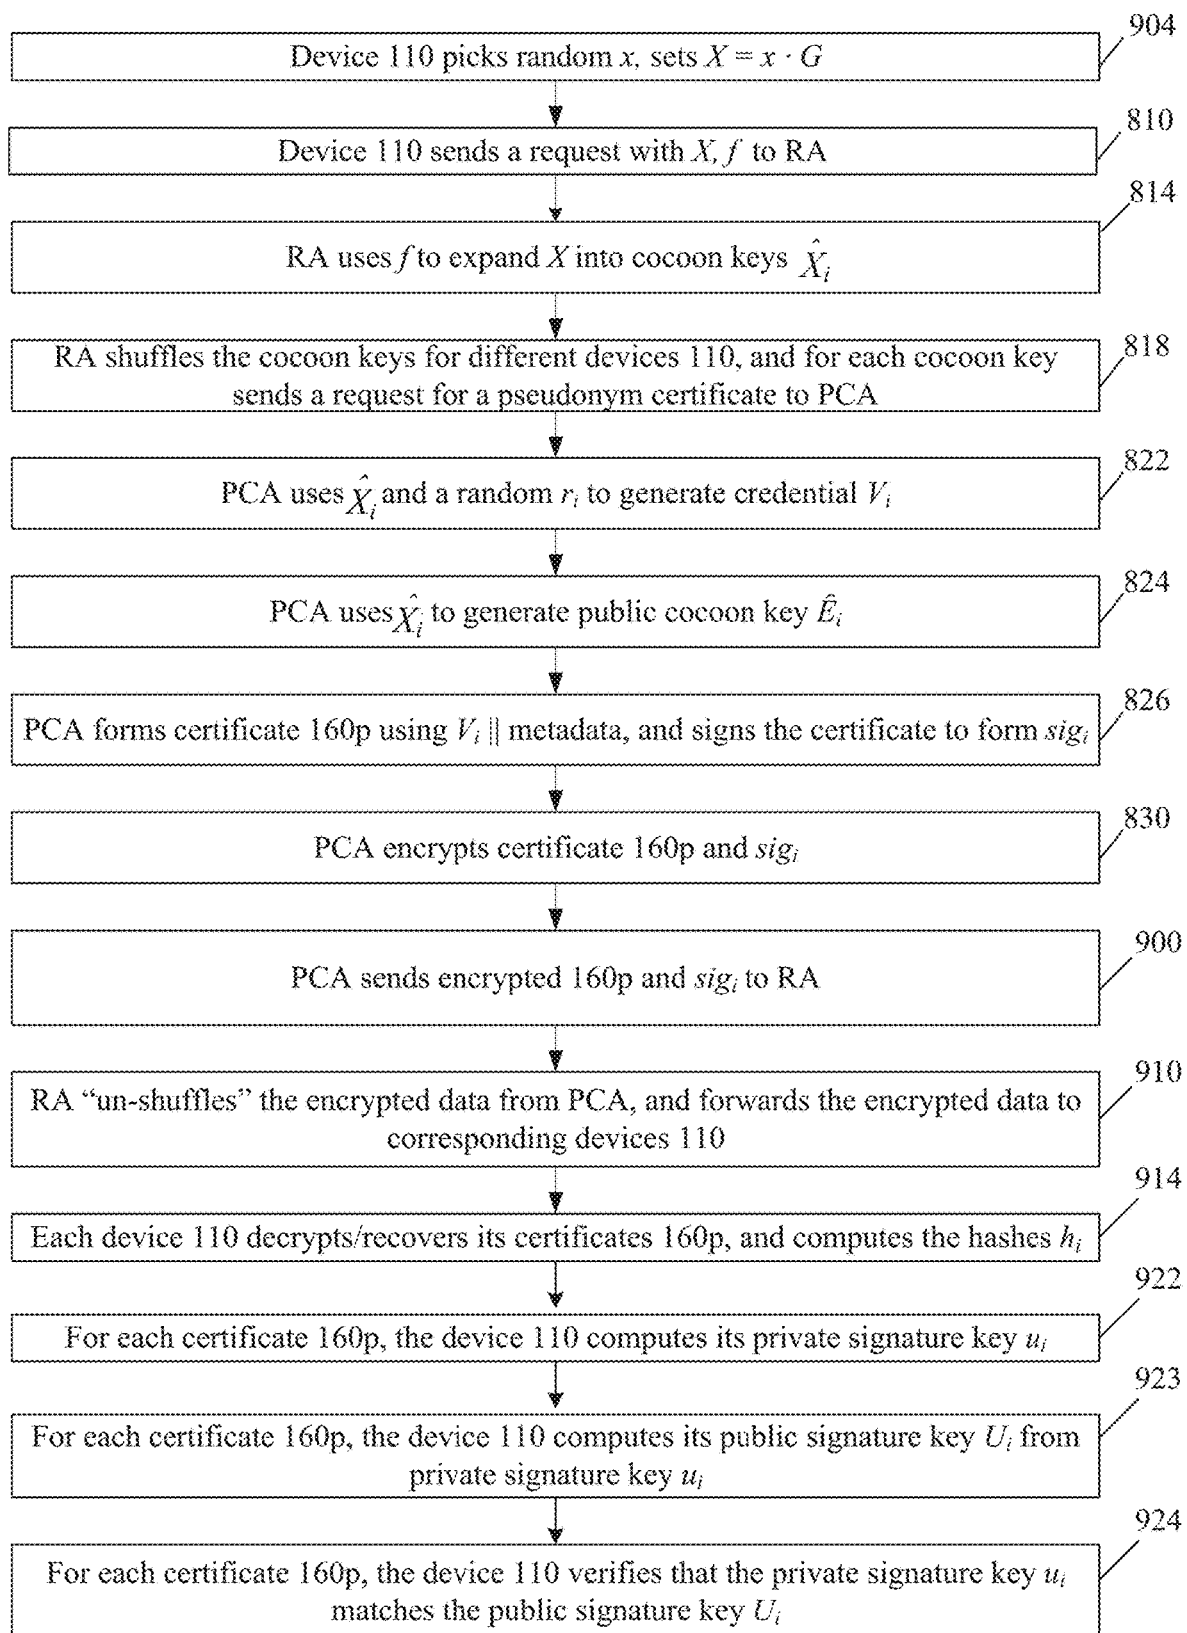 904
Device 110 picks random x, sets X = x · G
810
Device 110 sends a request with X, f to RA
814
RA uses f to expand X into cocoon keys X̂ᵢ
RA shuffles the cocoon keys for different devices 110, and for each cocoon key
818
sends a request for a pseudonym certificate to PCA
822
PCA uses X̂ᵢ and a random rᵢ to generate credential Vᵢ
824
PCA uses X̂ᵢ to generate public cocoon key Êᵢ
826
PCA forms certificate 160p using Vᵢ || metadata, and signs the certificate to form sigᵢ
830
PCA encrypts certificate 160p and sigᵢ
900
PCA sends encrypted 160p and sigᵢ to RA
910
RA “un-shuffles” the encrypted data from PCA, and forwards the encrypted data to
corresponding devices 110
914
Each device 110 decrypts/recovers its certificates 160p, and computes the hashes hᵢ
922
For each certificate 160p, the device 110 computes its private signature key uᵢ
923
For each certificate 160p, the device 110 computes its public signature key Uᵢ from
private signature key uᵢ
924
For each certificate 160p, the device 110 verifies that the private signature key uᵢ
matches the public signature key Uᵢ